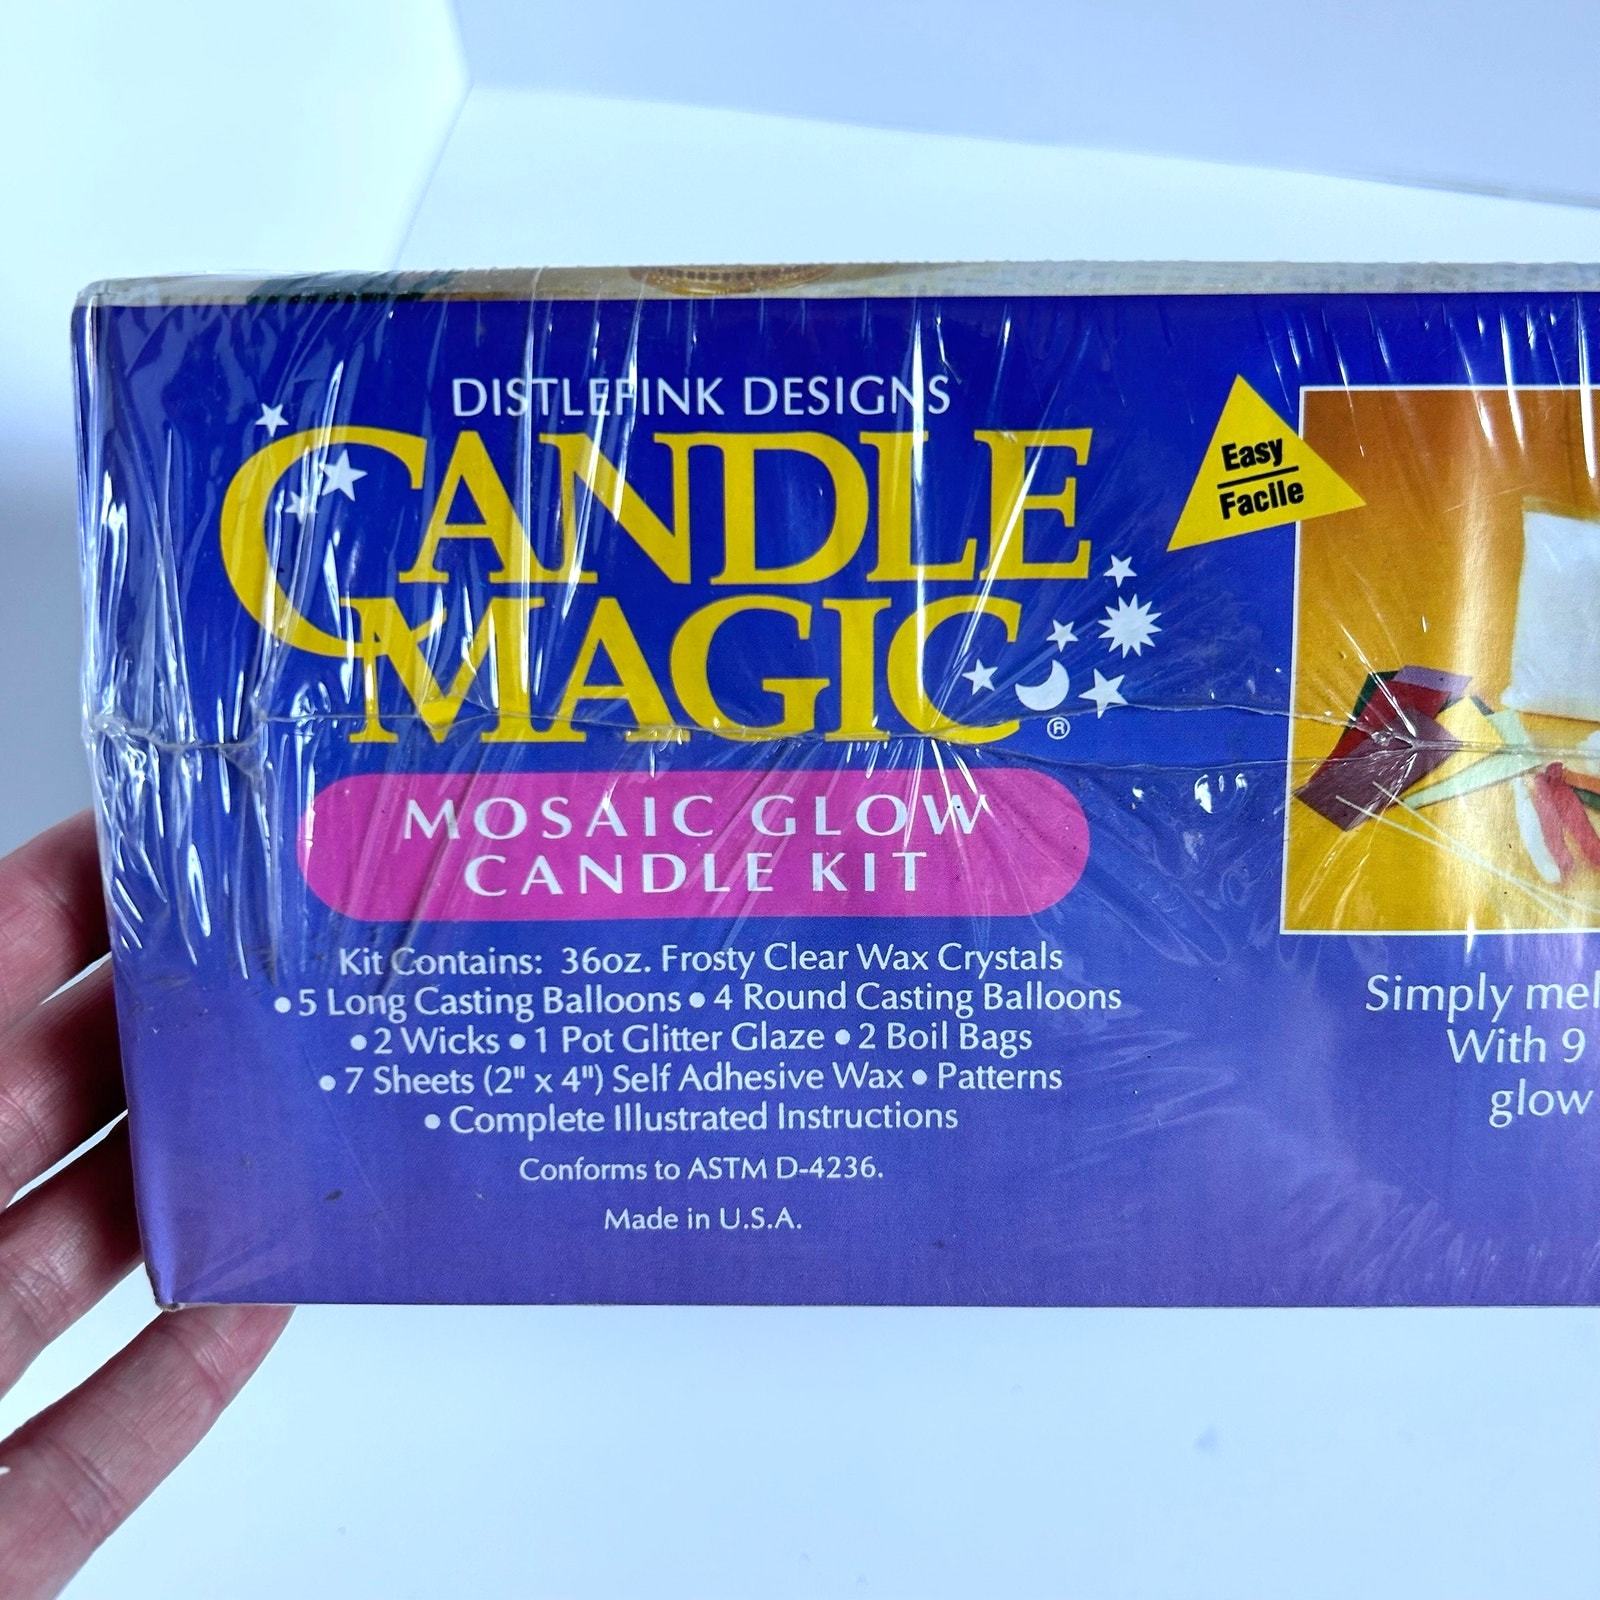 DISTLEFINK DESIGNS
CANDLE
MAGIC®
MOSAIC GLOW
CANDLE KIT
Kit Contains: 36oz. Frosty Clear Wax Crystals
• 5 Long Casting Balloons • 4 Round Casting Balloons
• 2 Wicks • 1 Pot Glitter Glaze • 2 Boil Bags
• 7 Sheets (2" x 4") Self Adhesive Wax • Patterns
• Complete Illustrated Instructions
Conforms to ASTM D-4236.
Made in U.S.A.
Easy
Facile
Simply
With 9
glow